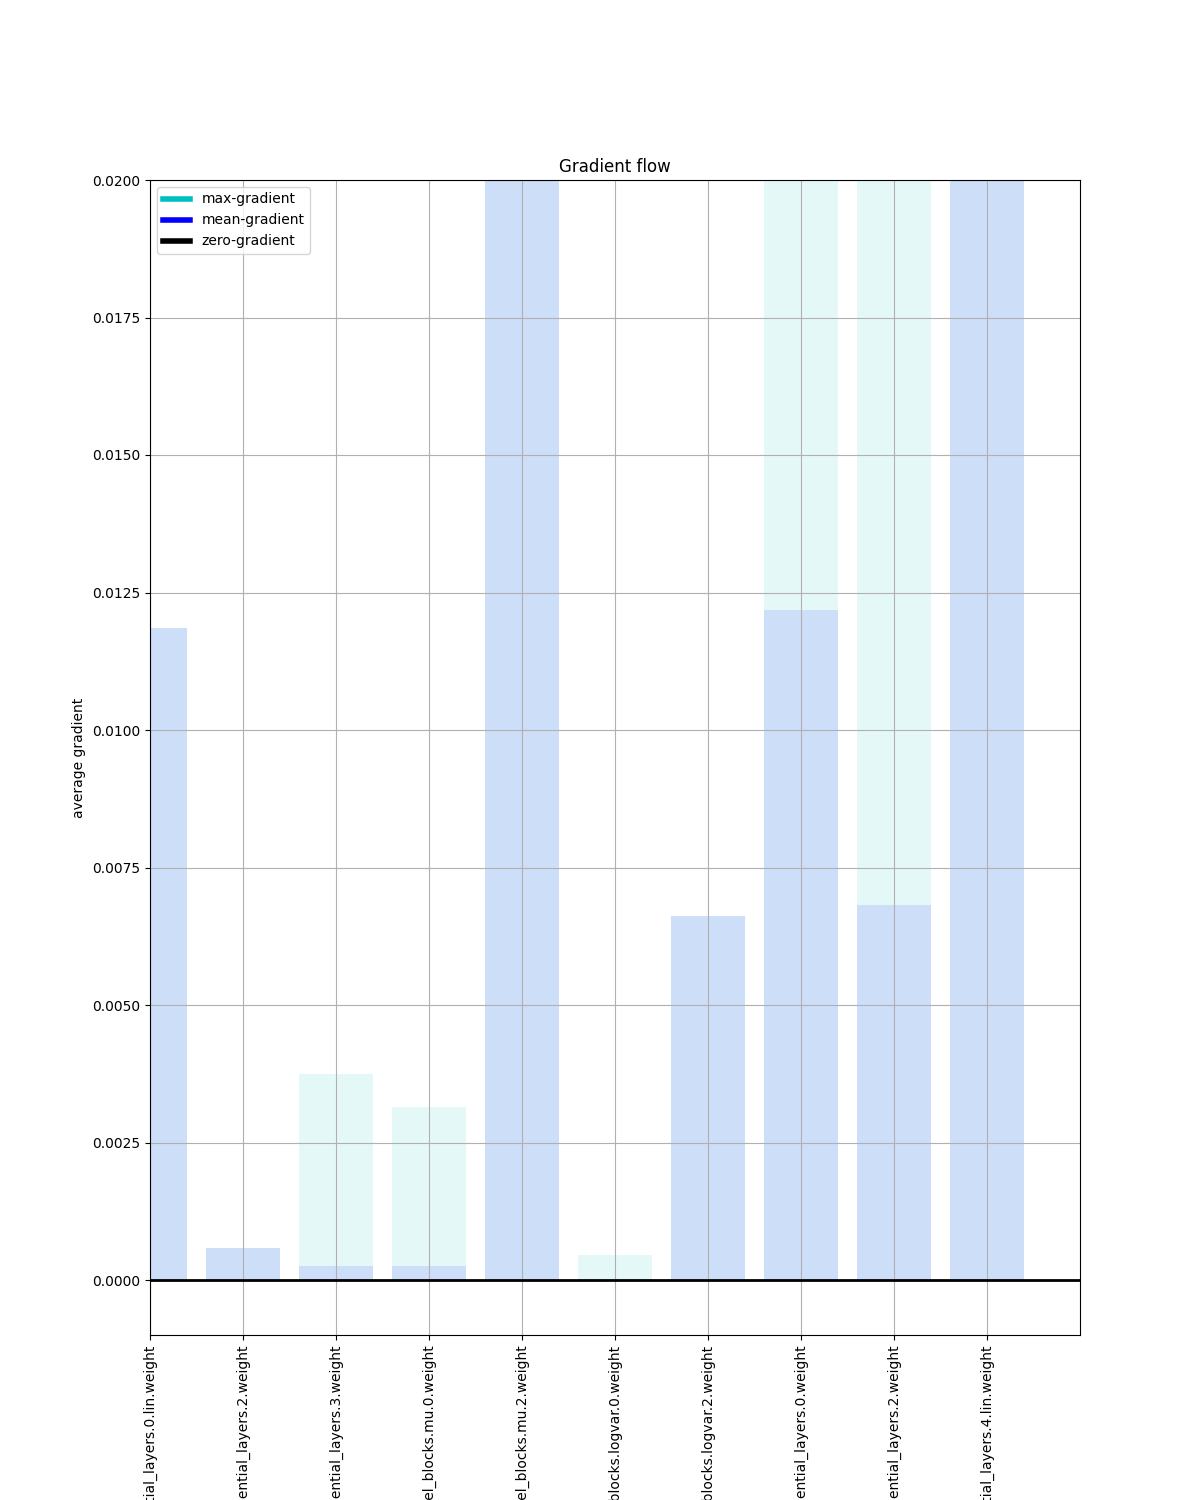 Gradient flow
max-gradient
mean-gradient
zero-gradient
0.0200
0.0175
0.0150
0.0125
0.0100
0.0075
0.0050
0.0025
0.0000
average gradient
tial_layers.0.lin.weight
ential_layers.2.weight
ential_layers.3.weight
el_blocks.mu.0.weight
el_blocks.mu.2.weight
blocks.logvar.0.weight
blocks.logvar.2.weight
ential_layers.0.weight
ential_layers.2.weight
tial_layers.4.lin.weight